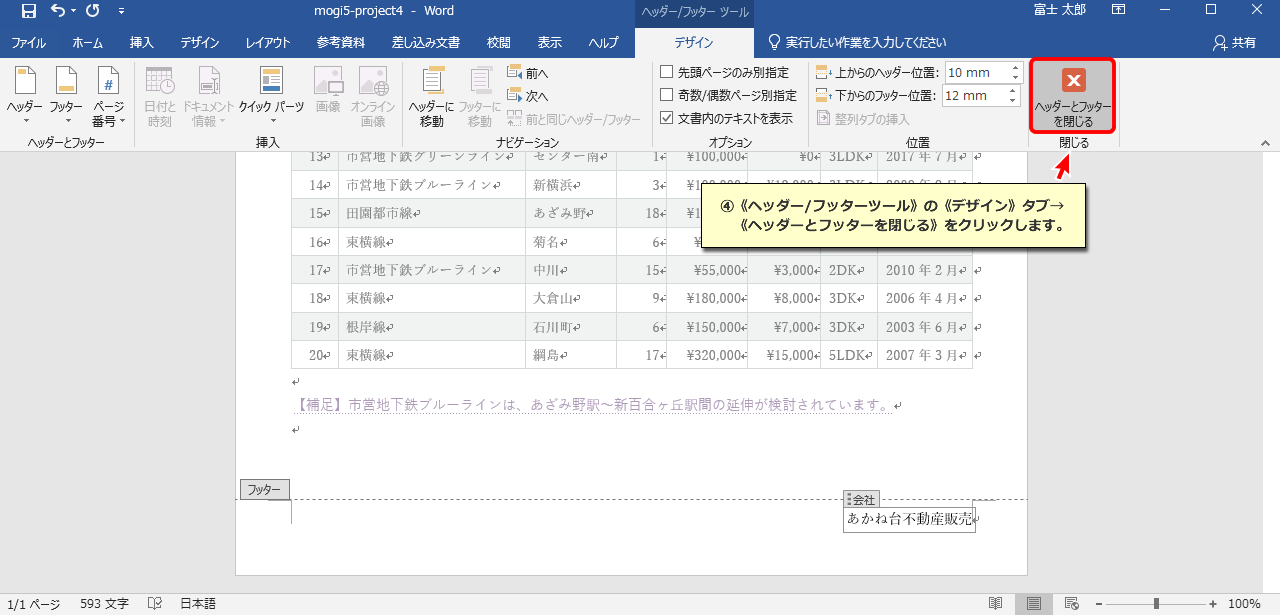 mogi5-project4 - Word
ヘッダー/フッター ツール
富士 太郎
ファイル ホーム 挿入 デザイン レイアウト 参考資料 差し込み文書 校閲 表示 ヘルプ デザイン 実行したい作業を入力してください 共有
ヘッダー フッター ページ番号
ヘッダーとフッター
日付と時刻 ドキュメント情報 クイック パーツ 画像 オンライン画像
挿入
ヘッダーに移動 フッターに移動
前へ
次へ
前と同じヘッダー/フッター
ナビゲーション
先頭ページのみ別指定
奇数/偶数ページ別指定
文書内のテキストを表示
オプション
上からのヘッダー位置: 10 mm
下からのフッター位置: 12 mm
整列タブの挿入
位置
ヘッダーとフッター
を閉じる
閉じる
④《ヘッダー/フッターツール》の《デザイン》タブ→
《ヘッダーとフッターを閉じる》をクリックします。
13 市営地下鉄グリーンライン センター南 1 ¥100,000 ¥0 3LDK 2017 年 7 月
14 市営地下鉄ブルーライン 新横浜 3
15 田園都市線 あざみ野 18
16 東横線 菊名 6
17 市営地下鉄ブルーライン 中川 15 ¥55,000 ¥3,000 2DK 2010 年 2 月
18 東横線 大倉山 9 ¥180,000 ¥8,000 3DK 2006 年 4 月
19 根岸線 石川町 6 ¥150,000 ¥7,000 3DK 2003 年 6 月
20 東横線 綱島 17 ¥320,000 ¥15,000 5LDK 2007 年 3 月
【補足】市営地下鉄ブルーラインは、あざみ野駅～新百合ヶ丘駅間の延伸が検討されています。
フッター
会社
あかね台不動産販売
1/1 ページ 593 文字 日本語 100%